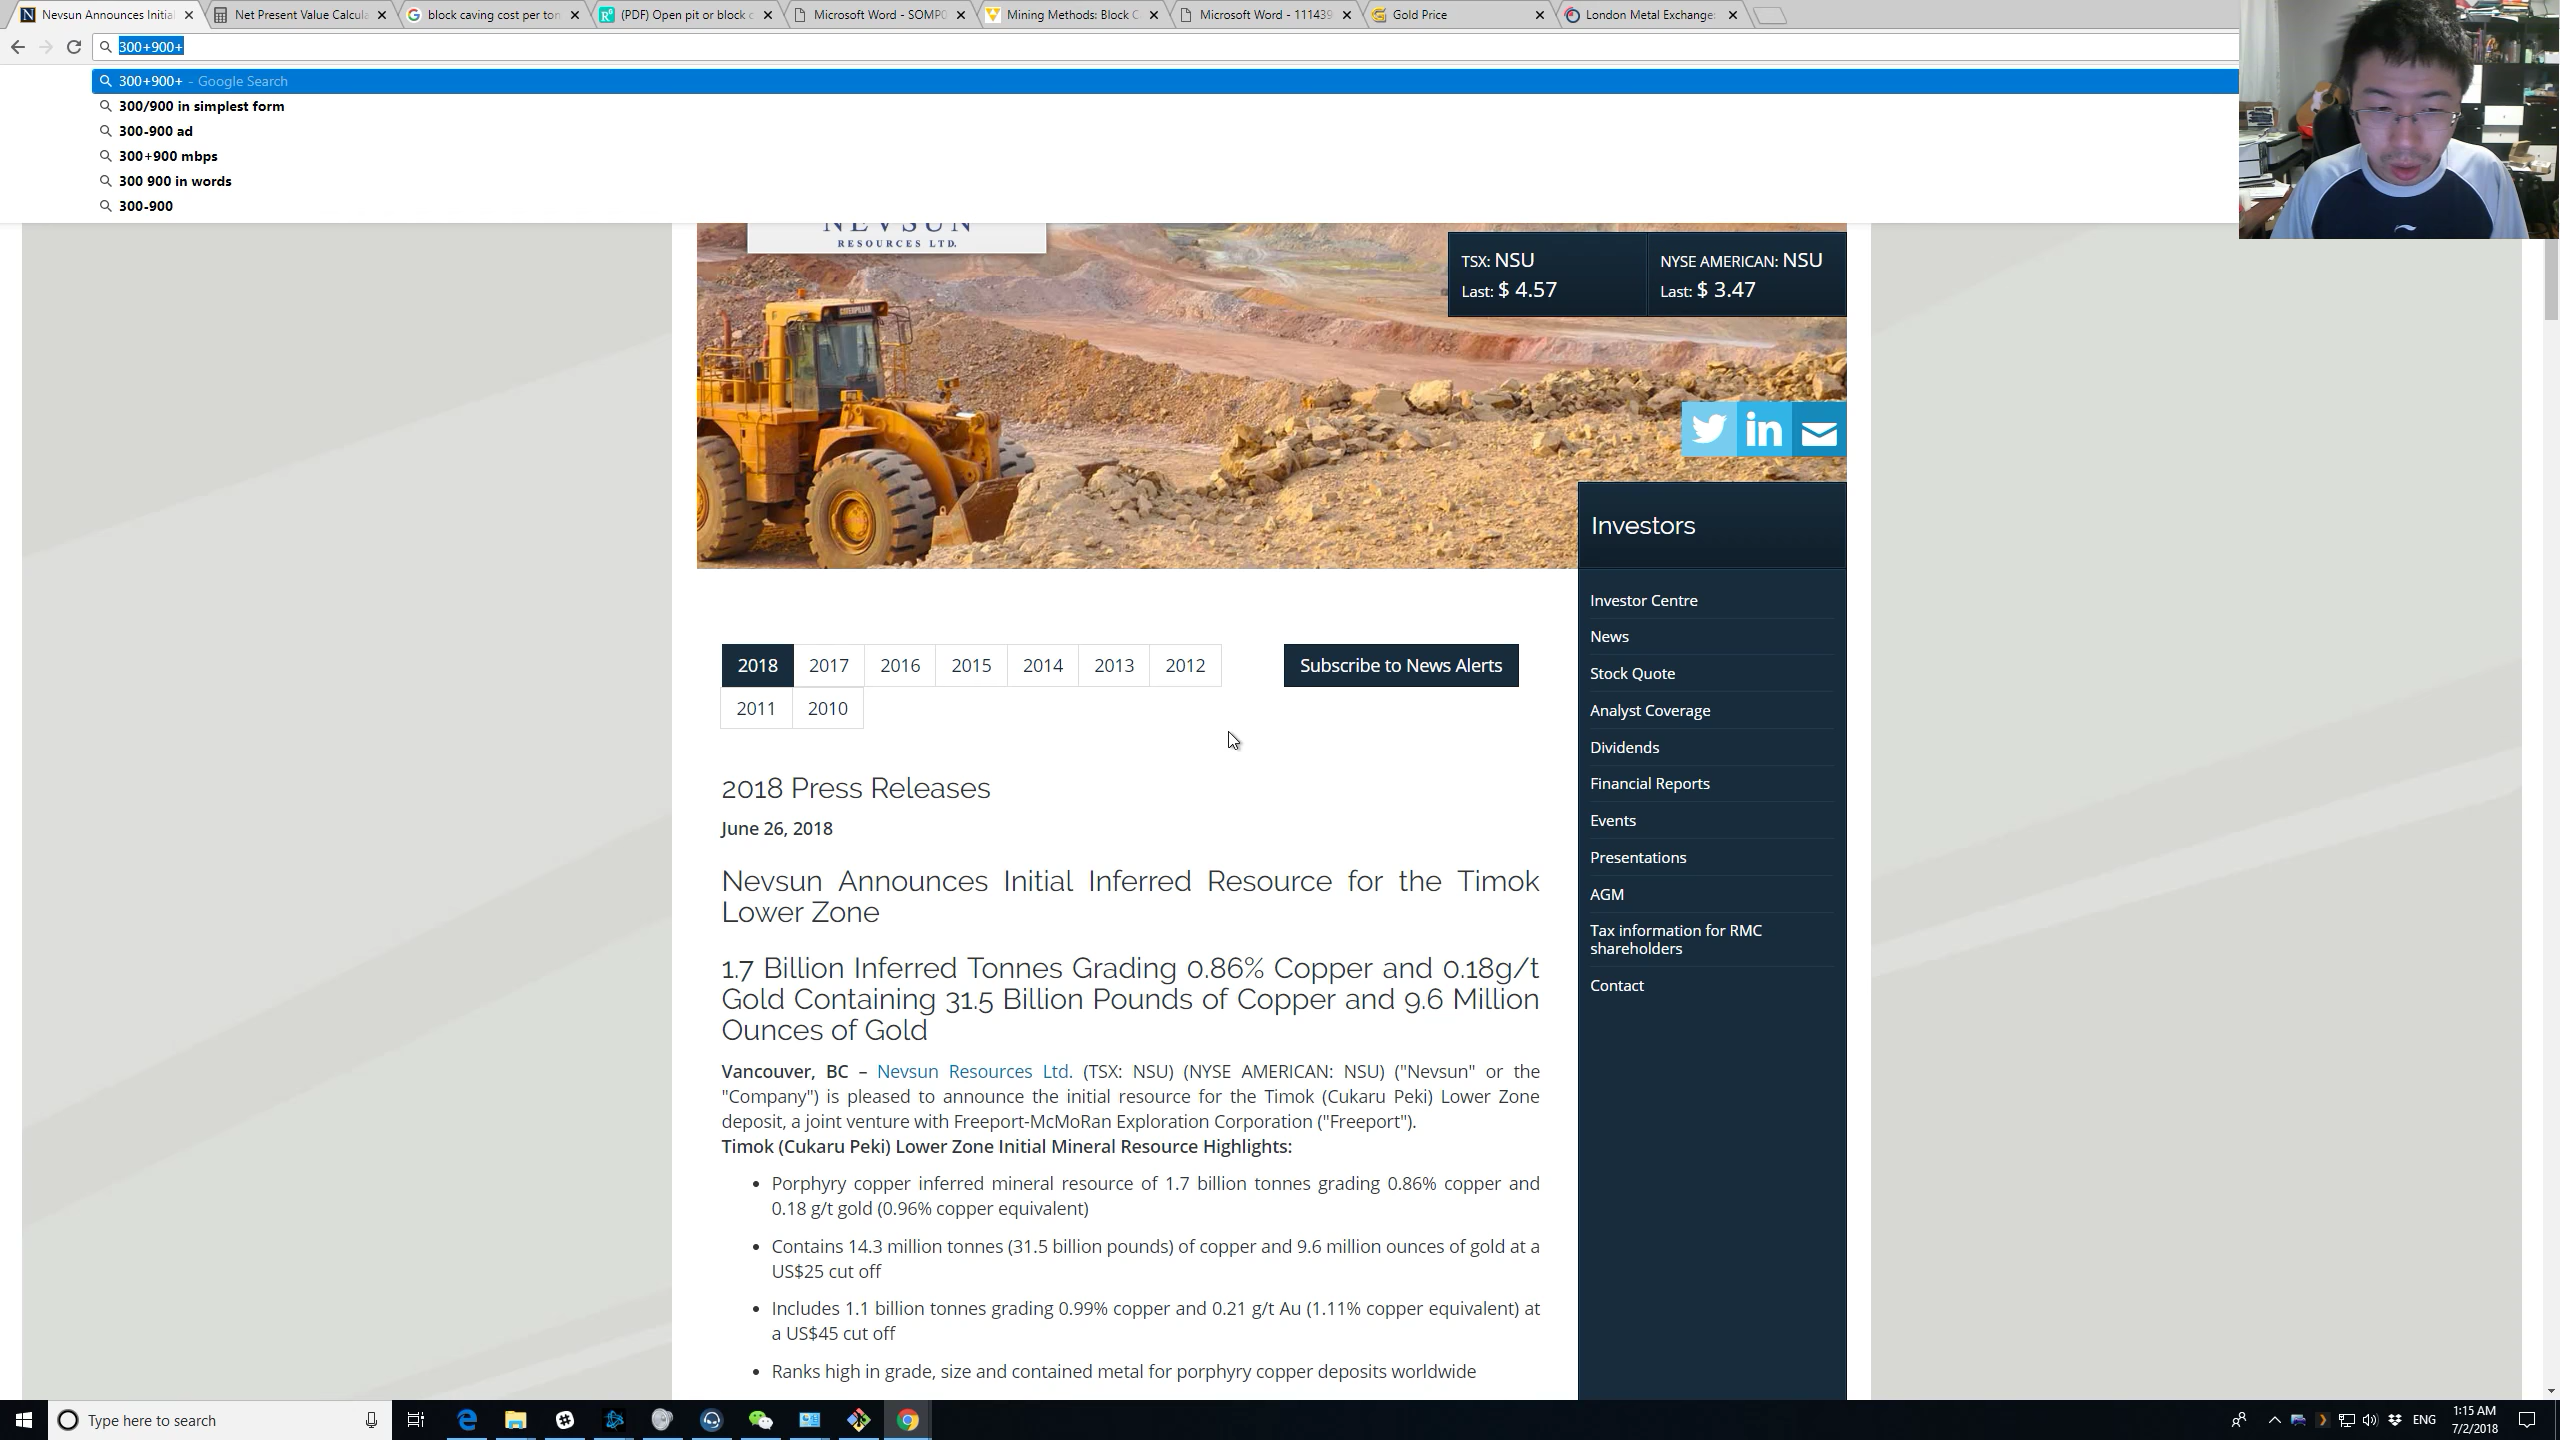 Nevsun Announces Initia
Net Present Value Calcula
block caving cost per ton
(PDF) Open pit or block c
Microsoft Word - SOMP0
Mining Methods: Block C
Microsoft Word - 111439
Gold Price
London Metal Exchange:
300+900+
300+900+ - Google Search
300/900 in simplest form
300-900 ad
300+900 mbps
300 900 in words
300-900
NEVSUN
RESOURCES LTD.
TSX: NSU
Last: $ 4.57
NYSE AMERICAN: NSU
Last: $ 3.47
CATERPILLAR
in
Investors
Investor Centre
News
Stock Quote
Analyst Coverage
Dividends
Financial Reports
Events
Presentations
AGM
Tax information for RMC
shareholders
Contact
2018 2017 2016 2015 2014 2013 2012
2011 2010
Subscribe to News Alerts
2018 Press Releases
June 26, 2018
Nevsun Announces Initial Inferred Resource for the Timok
Lower Zone
1.7 Billion Inferred Tonnes Grading 0.86% Copper and 0.18g/t
Gold Containing 31.5 Billion Pounds of Copper and 9.6 Million
Ounces of Gold
Vancouver, BC – Nevsun Resources Ltd. (TSX: NSU) (NYSE AMERICAN: NSU) ("Nevsun" or the
"Company") is pleased to announce the initial resource for the Timok (Cukaru Peki) Lower Zone
deposit, a joint venture with Freeport-McMoRan Exploration Corporation ("Freeport").
Timok (Cukaru Peki) Lower Zone Initial Mineral Resource Highlights:
• Porphyry copper inferred mineral resource of 1.7 billion tonnes grading 0.86% copper and
0.18 g/t gold (0.96% copper equivalent)
• Contains 14.3 million tonnes (31.5 billion pounds) of copper and 9.6 million ounces of gold at a
US$25 cut off
• Includes 1.1 billion tonnes grading 0.99% copper and 0.21 g/t Au (1.11% copper equivalent) at
a US$45 cut off
• Ranks high in grade, size and contained metal for porphyry copper deposits worldwide
Type here to search
ENG
1:15 AM
7/2/2018